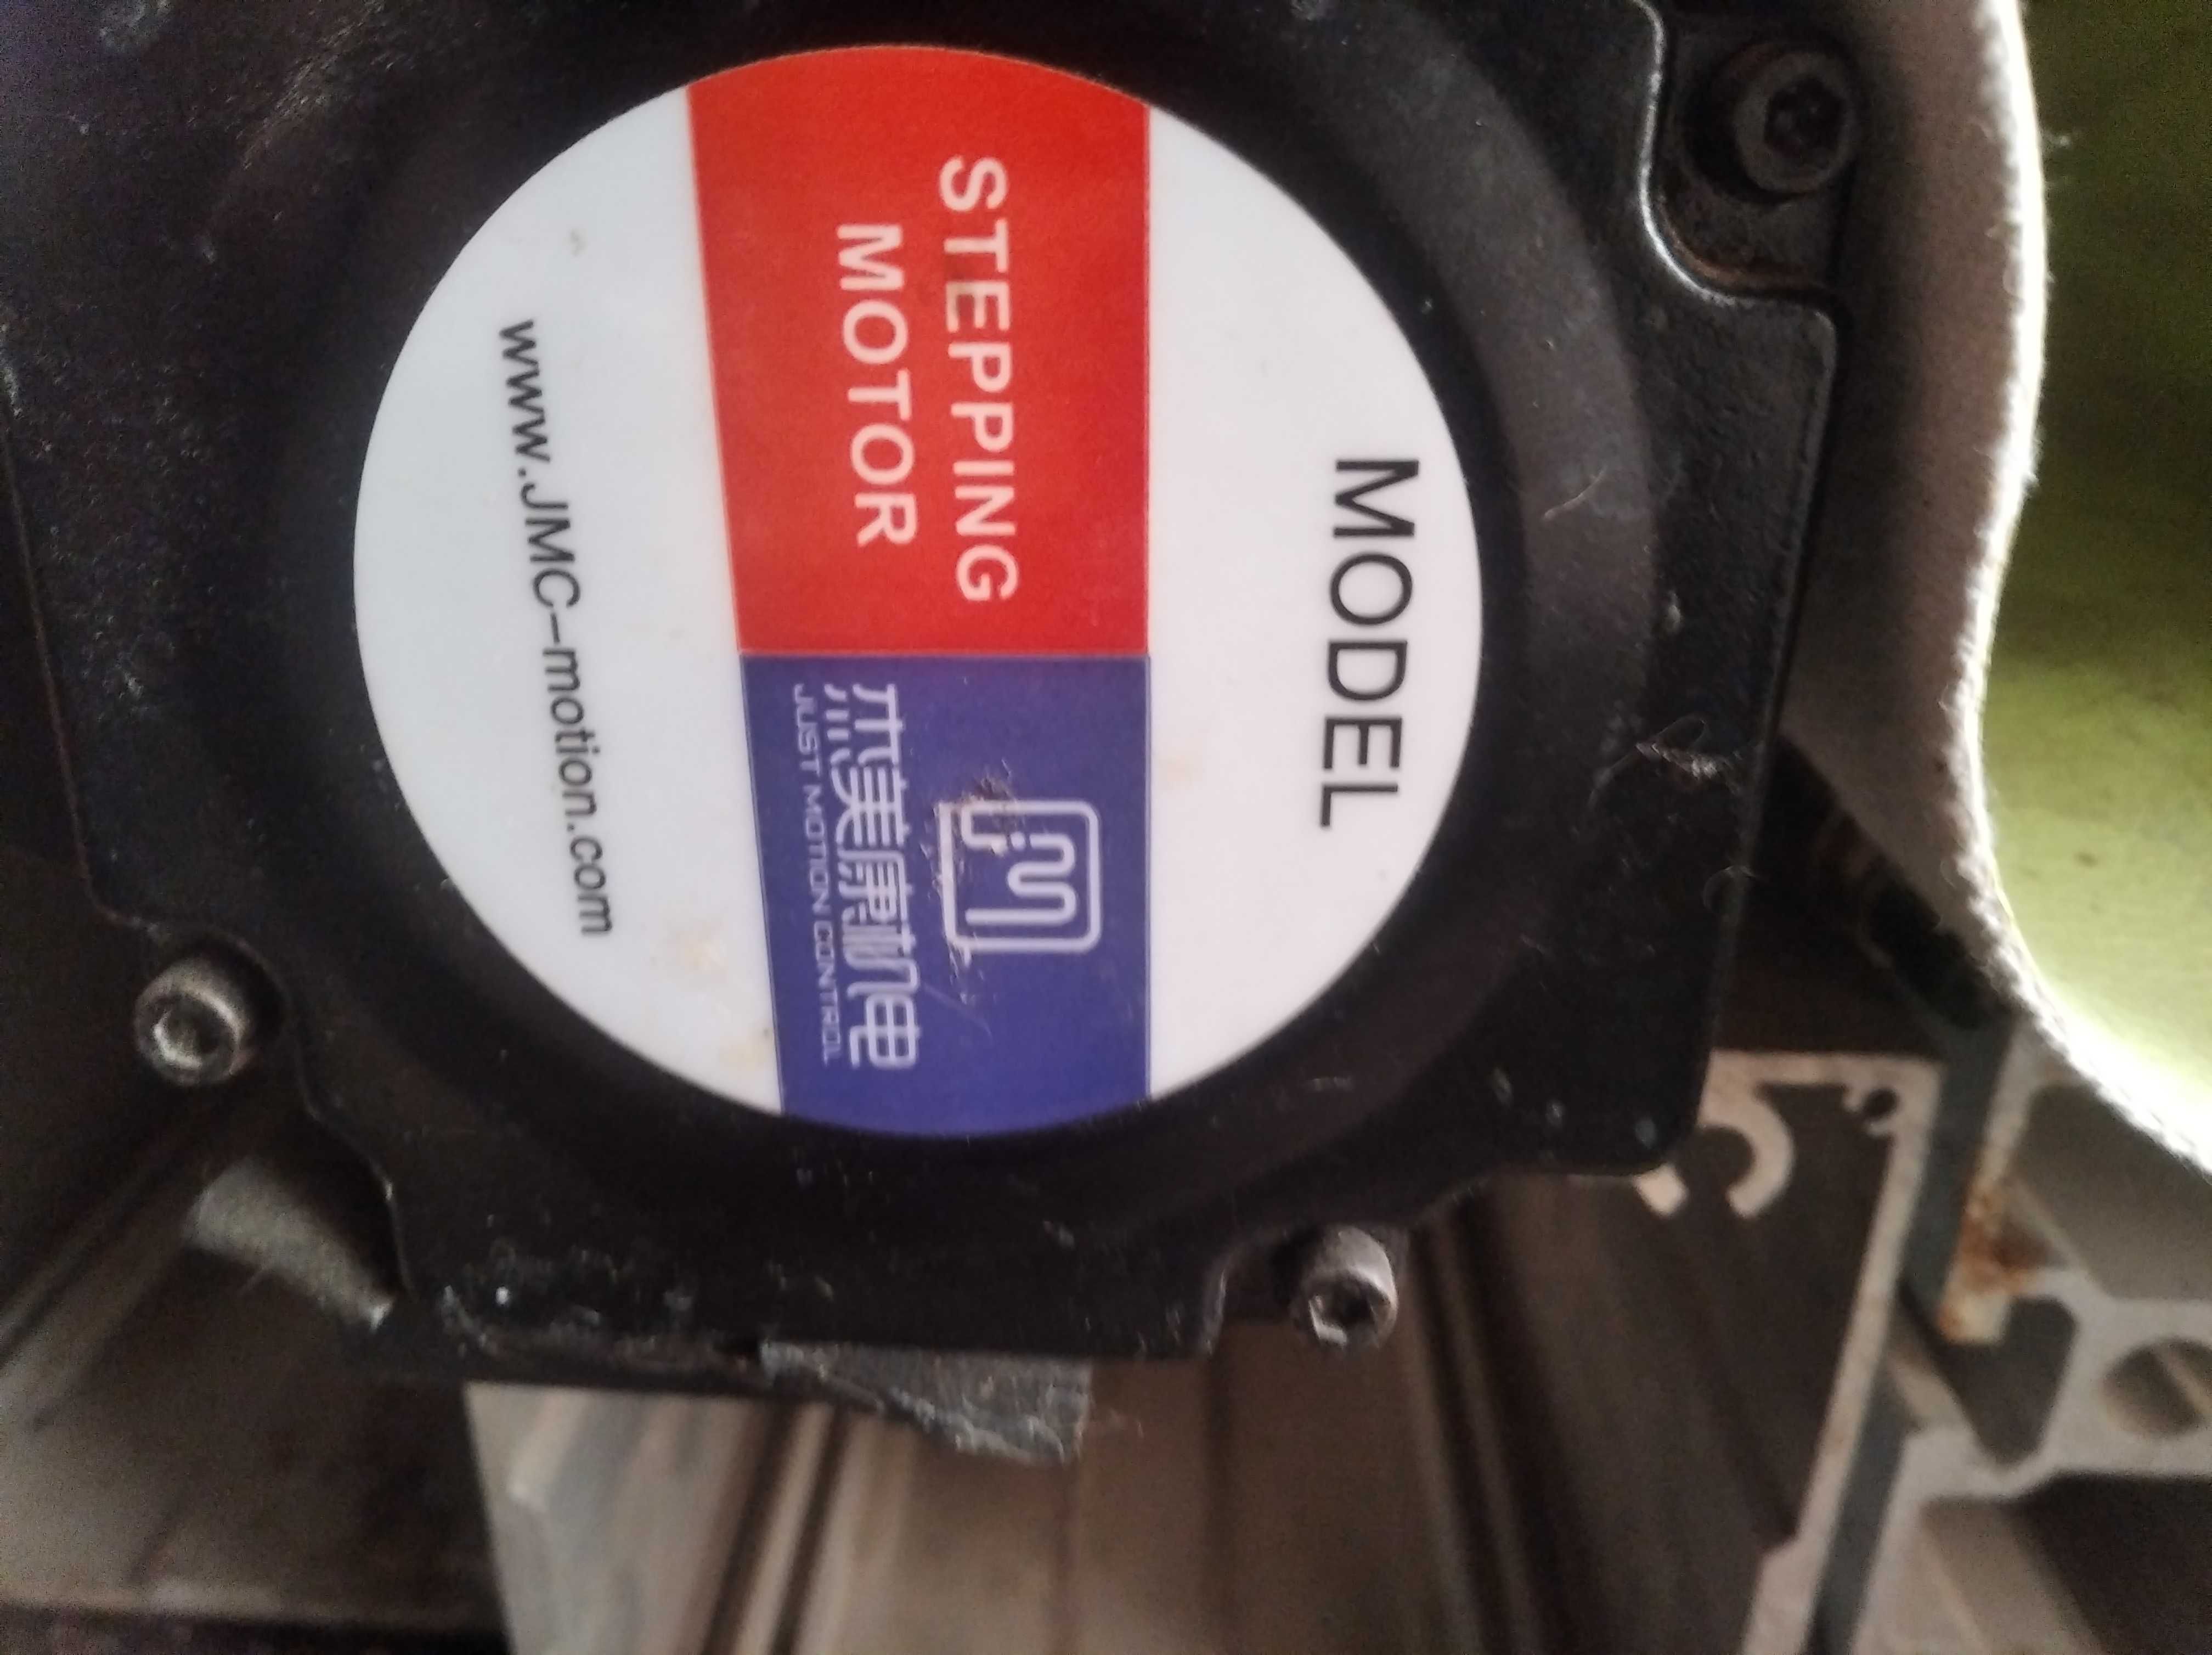 MODEL
STEPPING
MOTOR
杰美康机电
JUST MOTION CONTROL
www.JMC-motion.com